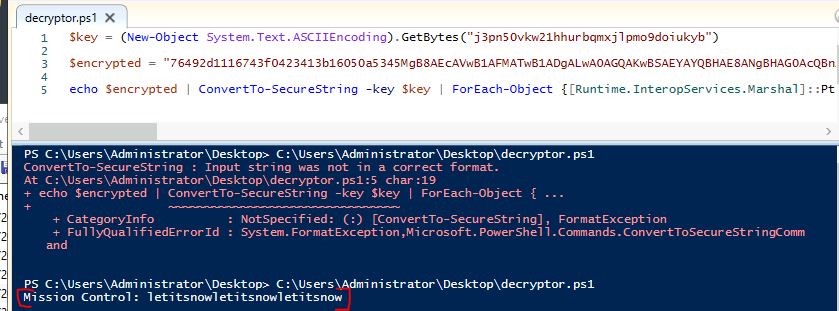 decryptor.ps1 X
1 $key = (New-Object System.Text.ASCIIEncoding).GetBytes("j3pn50vkw21hhurbqmxjlpmo9doiukyb")
2
3 $encrypted = "76492d1116743f0423413b16050a5345MgB8AEcAVwB1AFMATwB1ADgALwA0AGQAKwBSAEYAYQBHAE8ANgBHAG0AcQBn
4
5 echo $encrypted | ConvertTo-SecureString -key $key | ForEach-Object {[Runtime.InteropServices.Marshal]::Pt
PS C:\Users\Administrator\Desktop> C:\Users\Administrator\Desktop\decryptor.ps1
ConvertTo-SecureString : Input string was not in a correct format.
At C:\Users\Administrator\Desktop\decryptor.ps1:5 char:19
+ echo $encrypted | ConvertTo-SecureString -key $key | ForEach-Object { ...
+                   ~~~~~~~~~~~~~~~~~~~~~~~~~~~~~~~~
    + CategoryInfo          : NotSpecified: (:) [ConvertTo-SecureString], FormatException
    + FullyQualifiedErrorId : System.FormatException,Microsoft.PowerShell.Commands.ConvertToSecureStringComm
   and
PS C:\Users\Administrator\Desktop> C:\Users\Administrator\Desktop\decryptor.ps1
Mission Control: letitsnowletitsnowletitsnow